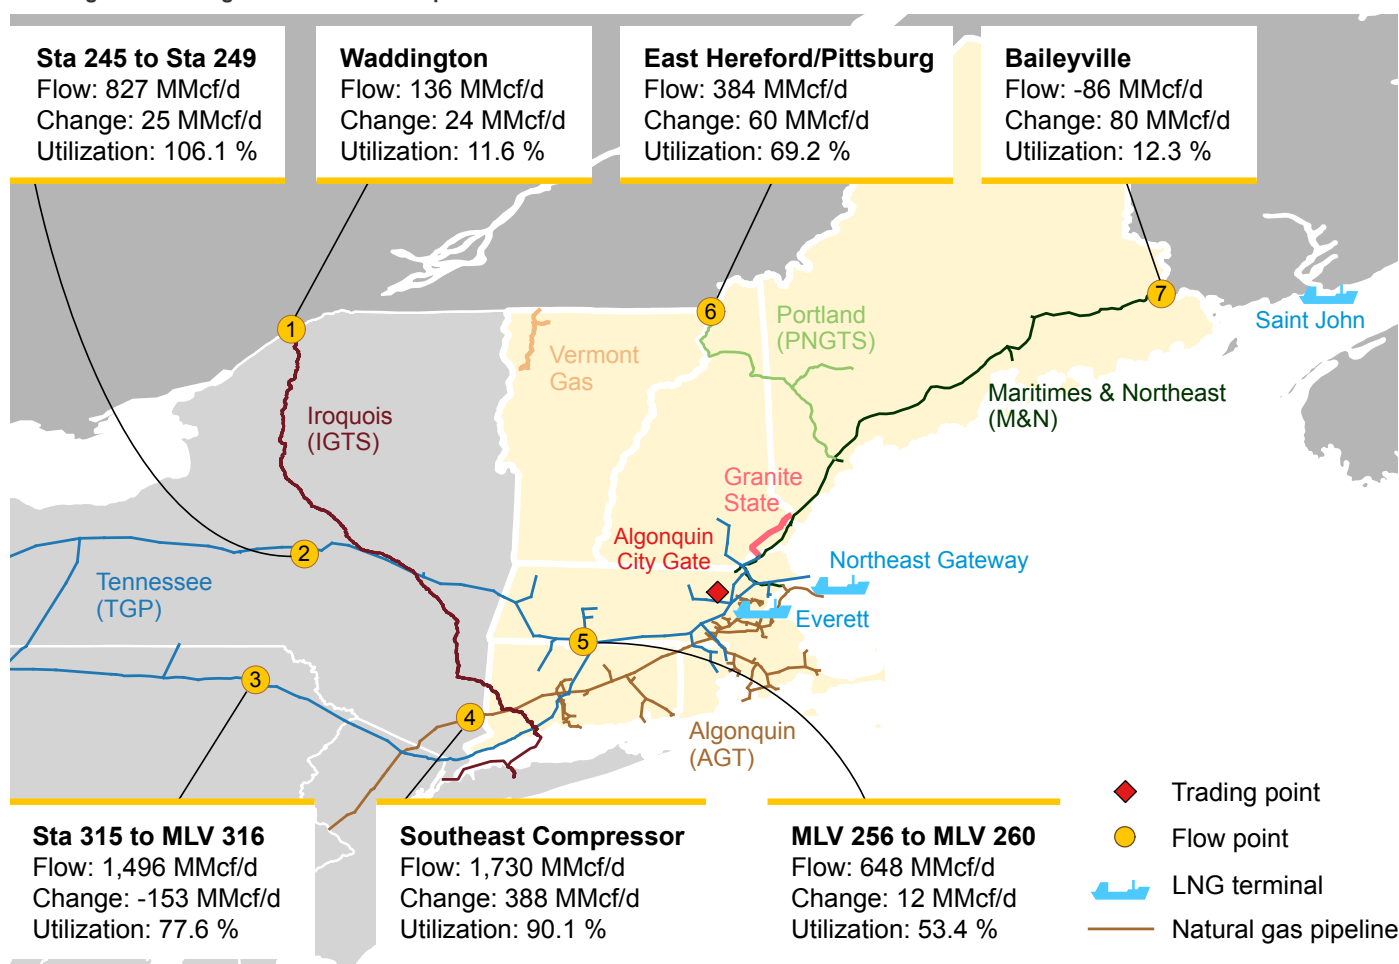 Sta 245 to Sta 249
Flow: 827 MMcf/d
Change: 25 MMcf/d
Utilization: 106.1 %
Waddington
Flow: 136 MMcf/d
Change: 24 MMcf/d
Utilization: 11.6 %
East Hereford/Pittsburg
Flow: 384 MMcf/d
Change: 60 MMcf/d
Utilization: 69.2 %
Baileyville
Flow: -86 MMcf/d
Change: 80 MMcf/d
Utilization: 12.3 %
1
6
7
Saint John
Portland
(PNGTS)
Vermont
Gas
Maritimes & Northeast
(M&N)
Iroquois
(IGTS)
Granite
State
Algonquin
City Gate
2
Northeast Gateway
Tennessee
(TGP)
Everett
5
3
4
Algonquin
(AGT)
Sta 315 to MLV 316
Flow: 1,496 MMcf/d
Change: -153 MMcf/d
Utilization: 77.6 %
Southeast Compressor
Flow: 1,730 MMcf/d
Change: 388 MMcf/d
Utilization: 90.1 %
MLV 256 to MLV 260
Flow: 648 MMcf/d
Change: 12 MMcf/d
Utilization: 53.4 %
Trading point
Flow point
LNG terminal
Natural gas pipeline